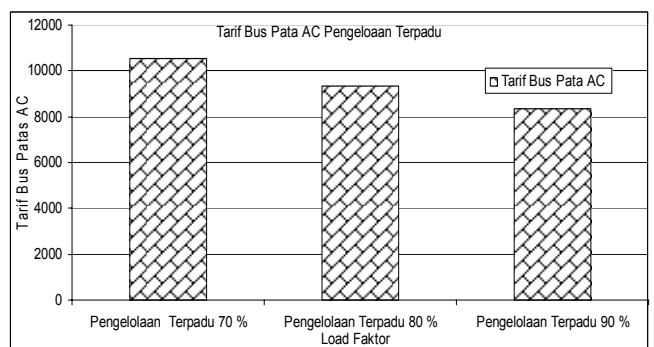 Tarif Bus Pata AC Pengeloaan Terpadu
Tarif Bus Patas AC
12000
10000
8000
6000
4000
2000
0
Tarif Bus Pata AC
Pengelolaan Terpadu 70 %
Pengelolaan Terpadu 80 %
Pengelolaan Terpadu 90 %
Load Faktor